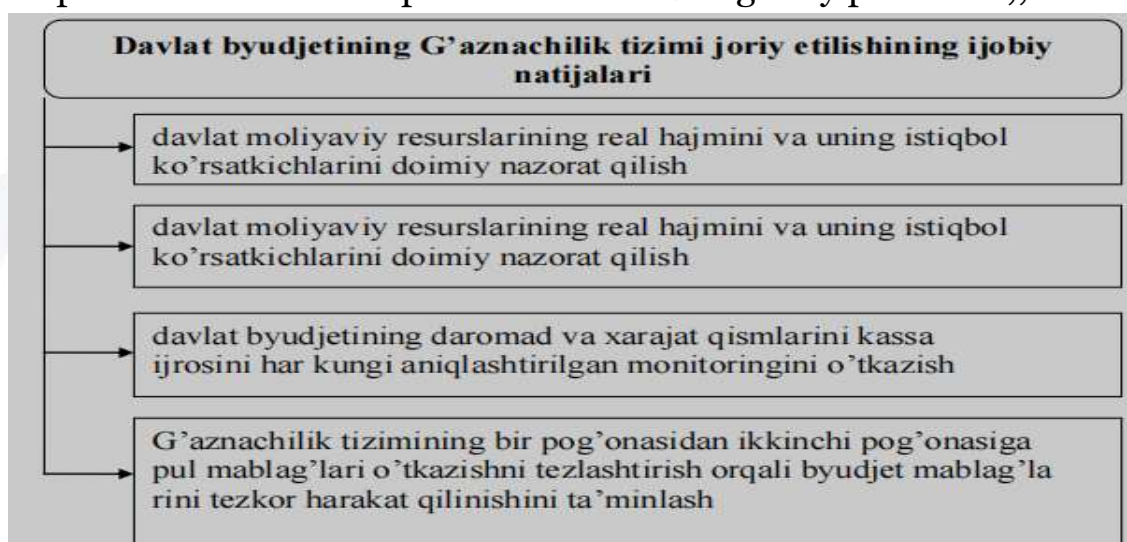 Davlat byudjetining G’aznachilik tizimi joriy etilishining ijobiy
natijalari
davlat moliyaviy resurslarining real hajmini va uning istiqbol
ko’rsatkichlarini doimiy nazorat qilish
davlat moliyaviy resurslarining real hajmini va uning istiqbol
ko’rsatkichlarini doimiy nazorat qilish
davlat byudjetining daromad va xarajat qismlarini kassa
ijrosini har kungi aniqlashtirilgan monitoringini o’tkazish
G’aznachilik tizimining bir pog’onasidan ikkinchi pog’onasiga
pul mablag’lari o’tkazishni tezlashtirish orqali byudjet mablag’la
rini tezkor harakat qilinishini ta’minlash